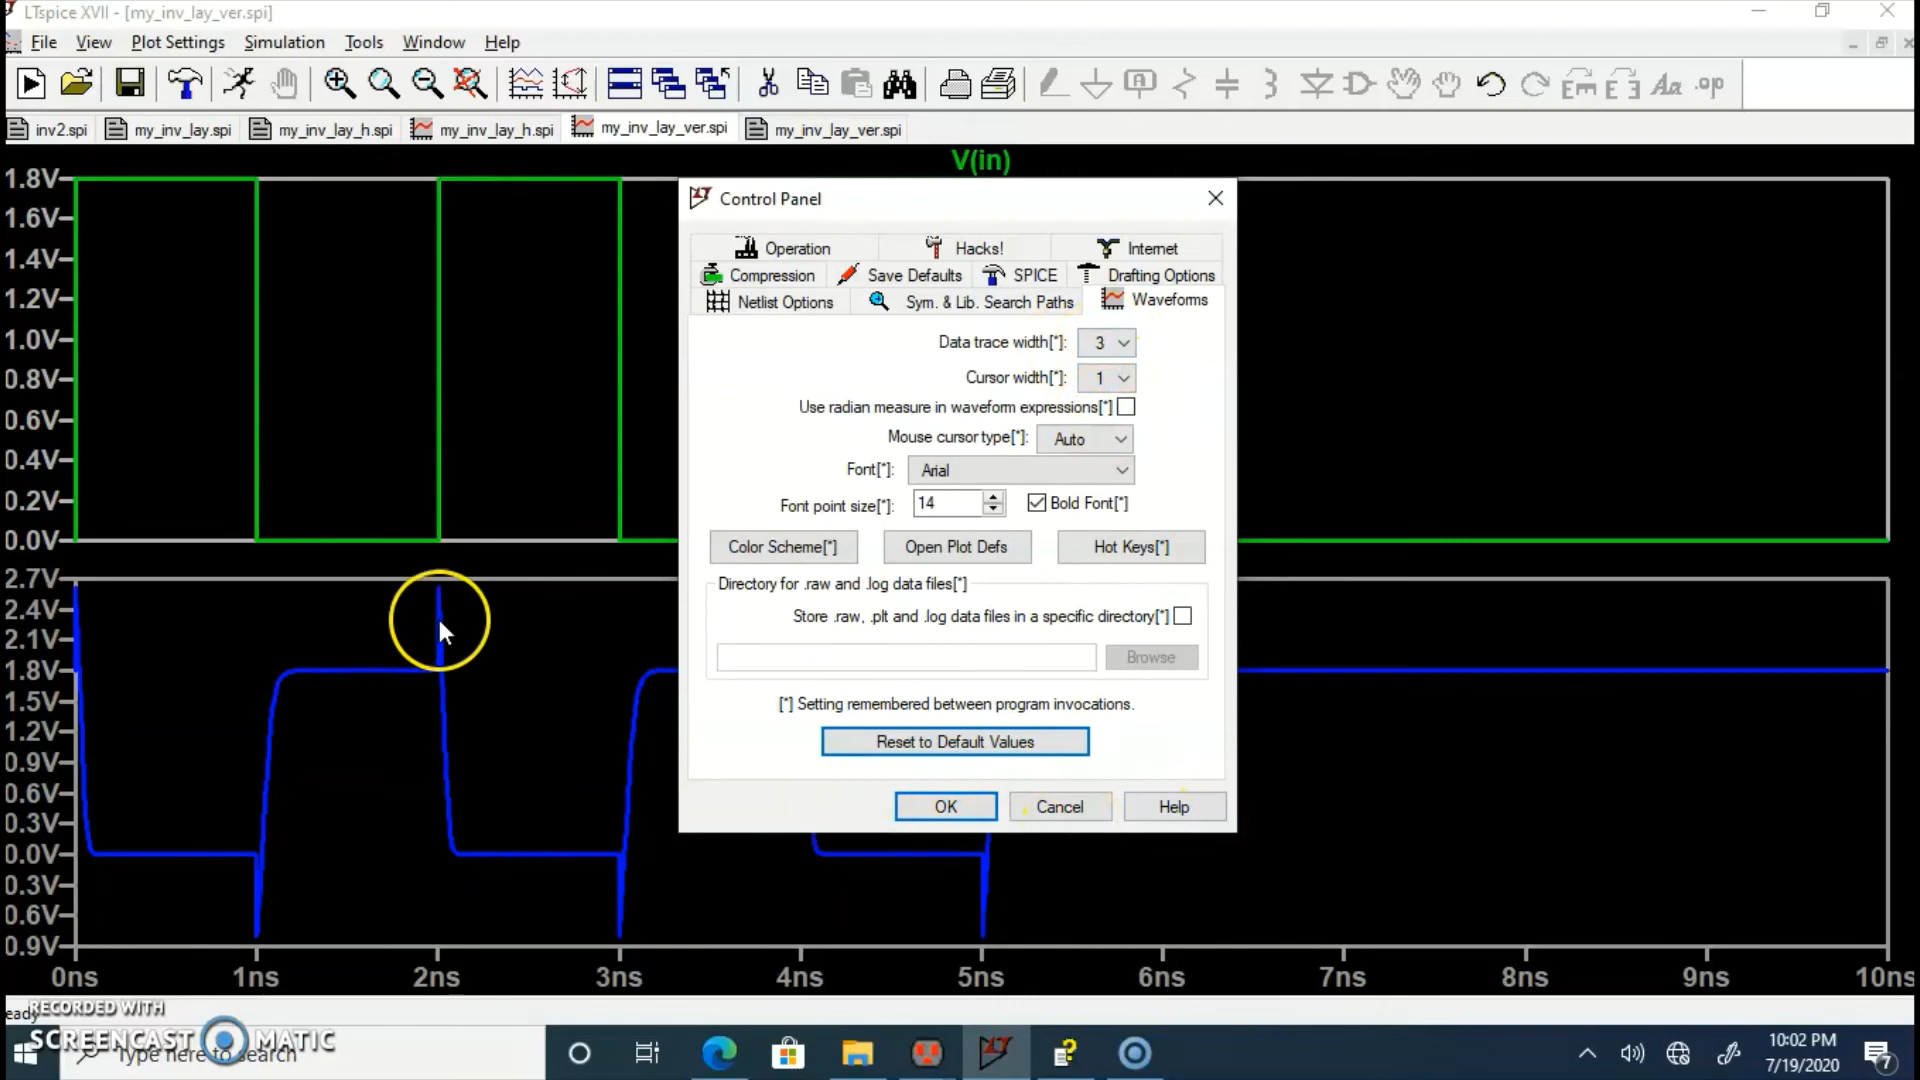 LTspice XVII - [my_inv_lay_ver.spi]
File View Plot Settings Simulation Tools Window Help
inv2.spi my_inv_lay.spi my_inv_lay_h.spi my_inv_lay_h.spi my_inv_lay_ver.spi my_inv_lay_ver.spi
V(in)
1.8V
1.6V
1.4V
1.2V
1.0V
0.8V
0.6V
0.4V
0.2V
0.0V
2.7V
2.4V
2.1V
1.8V
1.5V
1.2V
0.9V
0.6V
0.3V
0.0V
0.3V
0.6V
0.9V
0ns 1ns 2ns 3ns 4ns 5ns 6ns 7ns 8ns 9ns 10ns
Control Panel
Operation Hacks! Internet
Compression Save Defaults SPICE Drafting Options
Netlist Options Sym. & Lib. Search Paths Waveforms
Data trace width[*]: 3
Cursor width[*]: 1
Use radian measure in waveform expressions[*]
Mouse cursor type[*]: Auto
Font[*]: Arial
Font point size[*]: 14 Bold Font[*]
Color Scheme[*] Open Plot Defs Hot Keys[*]
Directory for .raw and .log data files[*]
Store .raw, .plt and .log data files in a specific directory[*]
Browse
[*] Setting remembered between program invocations.
Reset to Default Values
OK Cancel Help
eady
RECORDED WITH
SCREENCAST MATIC
Type here to search
10:02 PM
7/19/2020
7
Aa .op